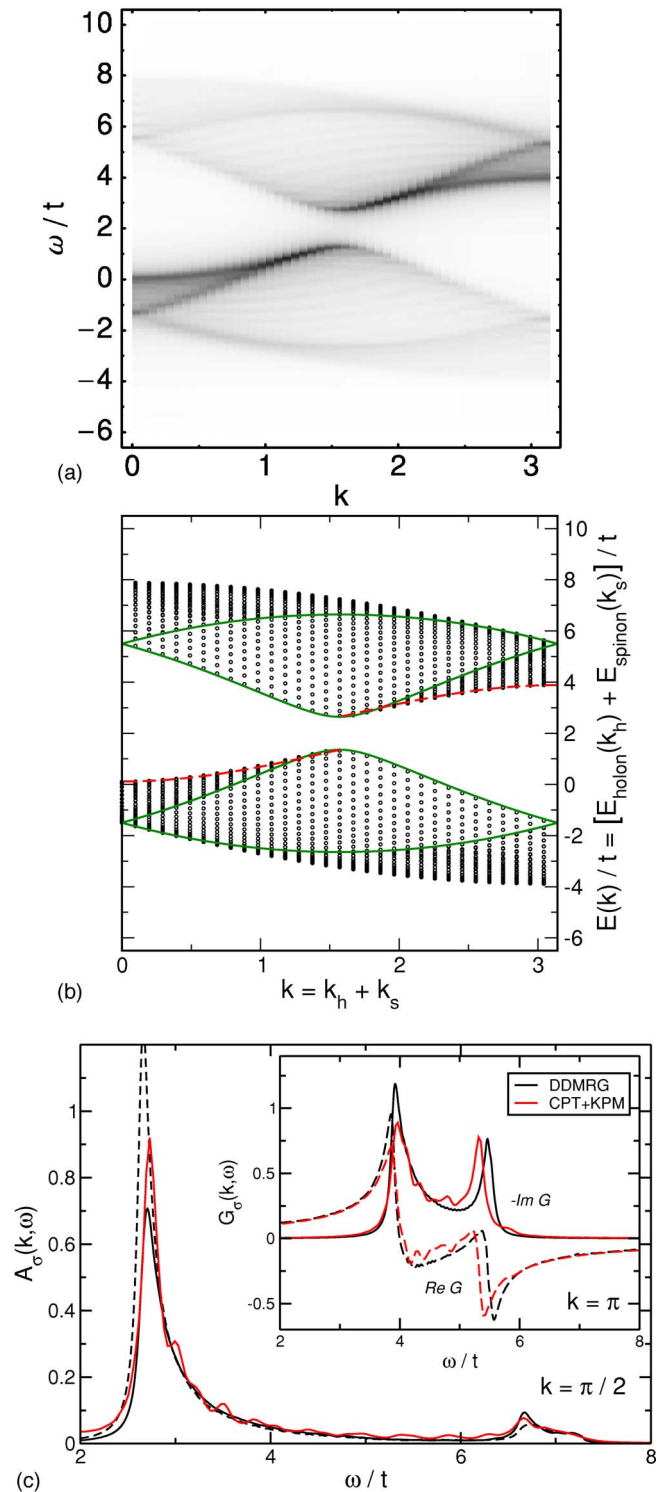 10
8
6
4
2
0
−2
−4
−6
ω / t
0 1 2 3
k
(a)
10
8
6
4
2
0
-2
-4
-6
E(k) / t = [E_holon(k_h) + E_spinon(k_s)] / t
0 1 2 3
k = k_h + k_s
(b)
1
0.8
0.6
0.4
0.2
0
A_σ(k,ω)
1
0.5
0
-0.5
G_σ(k,ω)
DDMRG
CPT+KPM
-Im G
Re G
k = π
2 4 6 8
ω / t
k = π / 2
2 4 6 8
ω / t
(c)